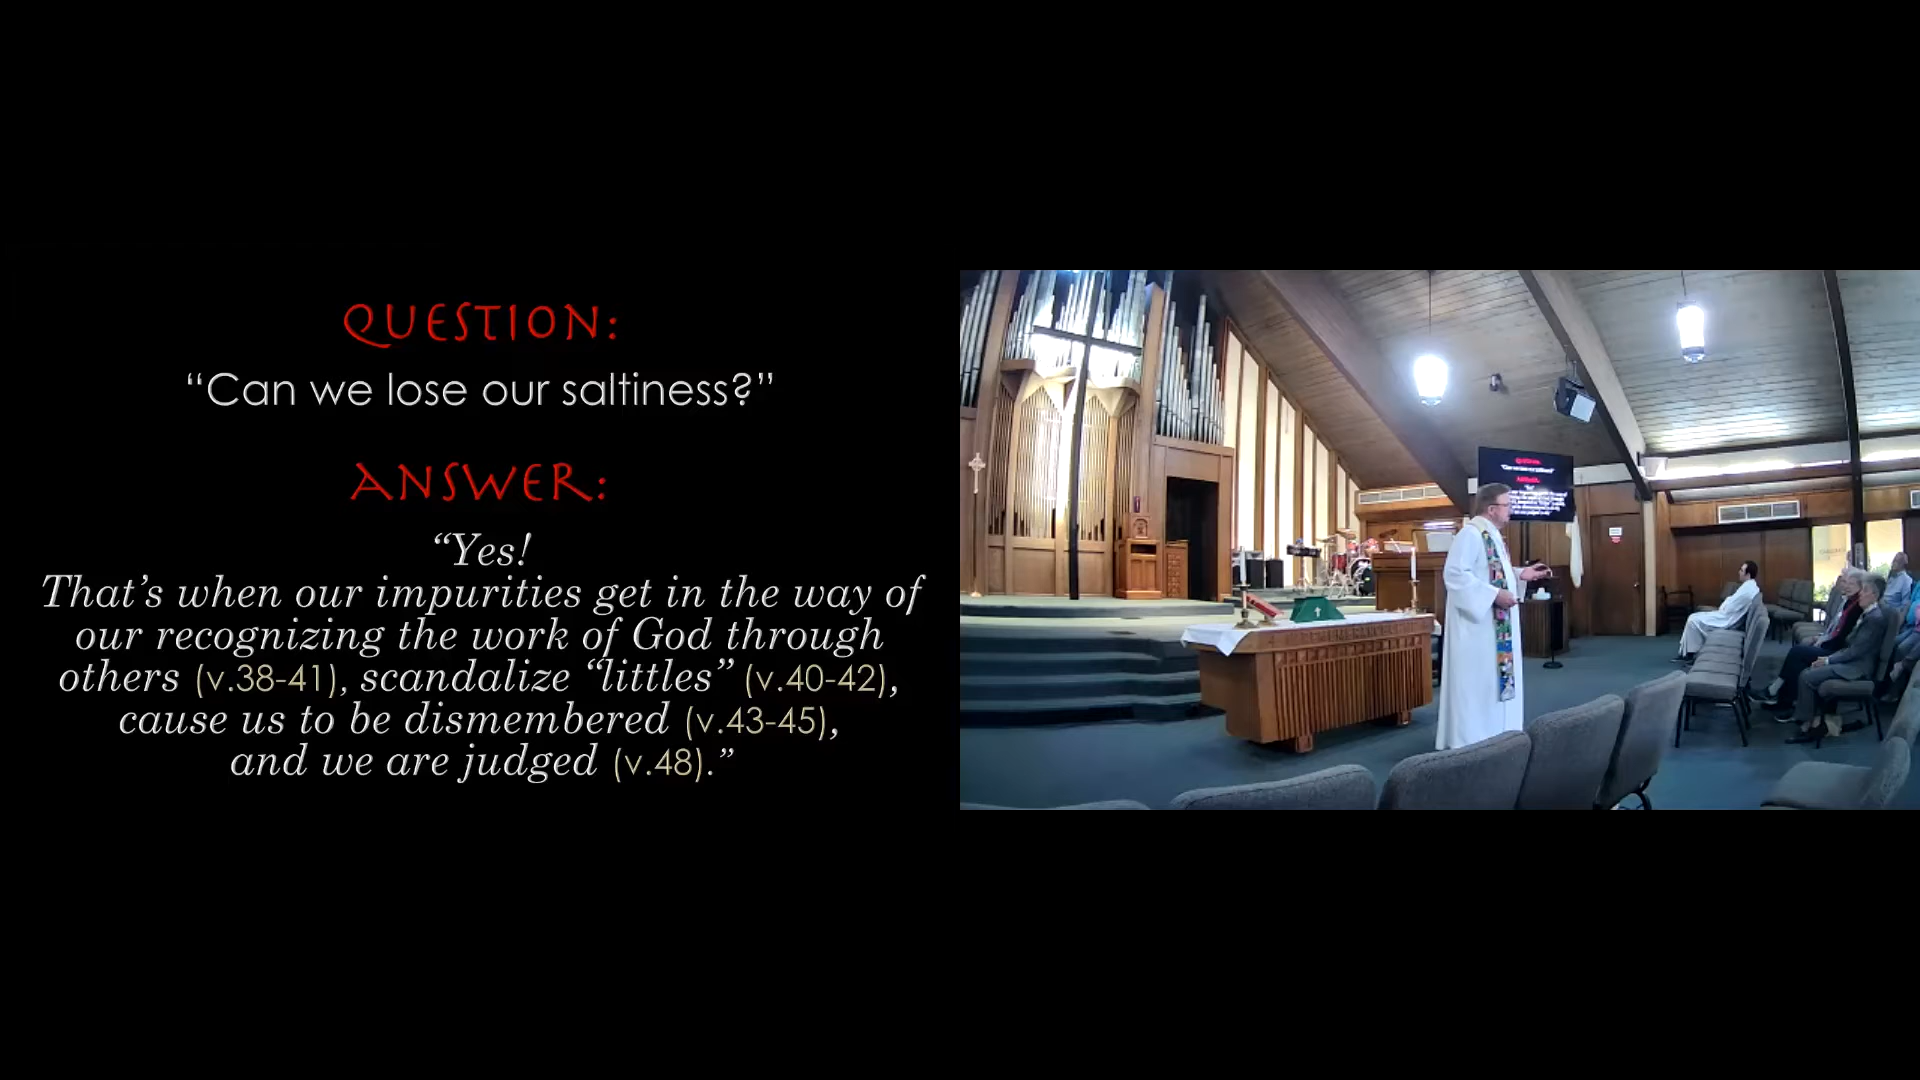 QUESTION:
“Can we lose our saltiness?”
ANSWER:
“Yes!
That’s when our impurities get in the way of
our recognizing the work of God through
others (v.38-41), scandalize “littles” (v.40-42),
cause us to be dismembered (v.43-45),
and we are judged (v.48).”